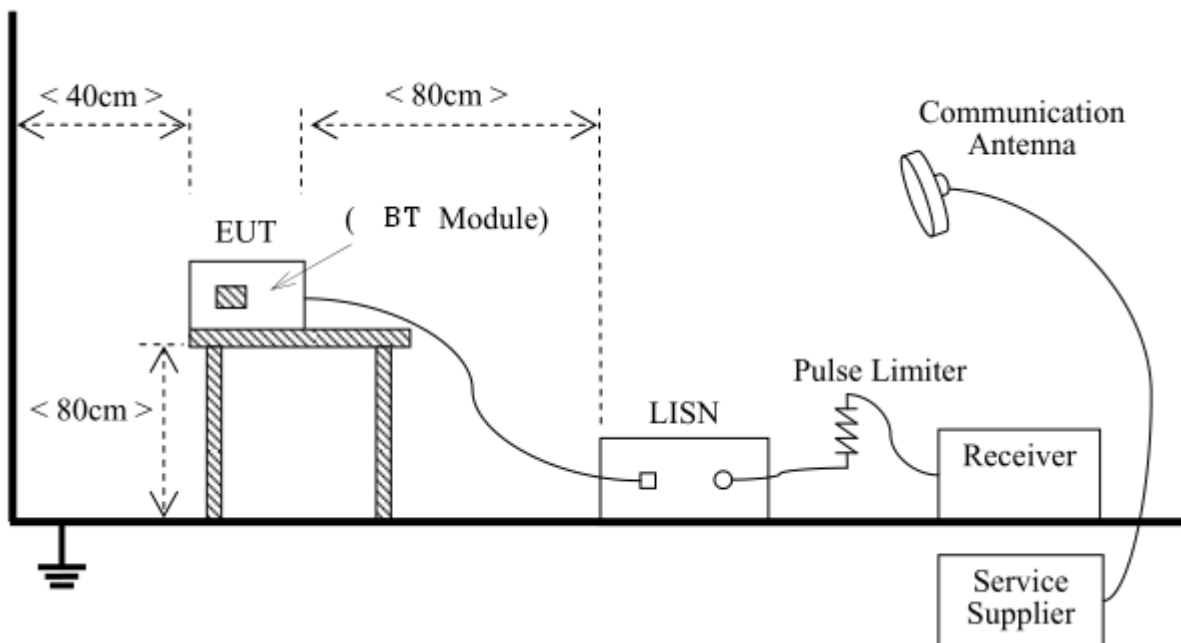 < 40cm >
< 80cm >
Communication
Antenna
( BT Module)
EUT
Pulse Limiter
< 80cm >
LISN
Receiver
Service
Supplier